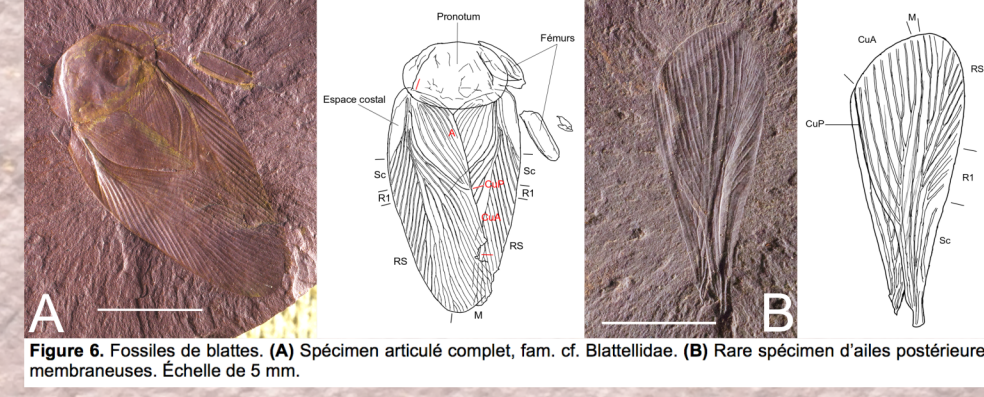 Pronotum
Fémurs
Espace costal
A
Sc
R1
RS
CuP
CuA
Sc
R1
RS
M
A
M
CuA
RS
CuP
R1
Sc
B
Figure 6. Fossiles de blattes. (A) Spécimen articulé complet, fam. cf. Blattellidae. (B) Rare spécimen d'ailes postérieure
membraneuses. Échelle de 5 mm.